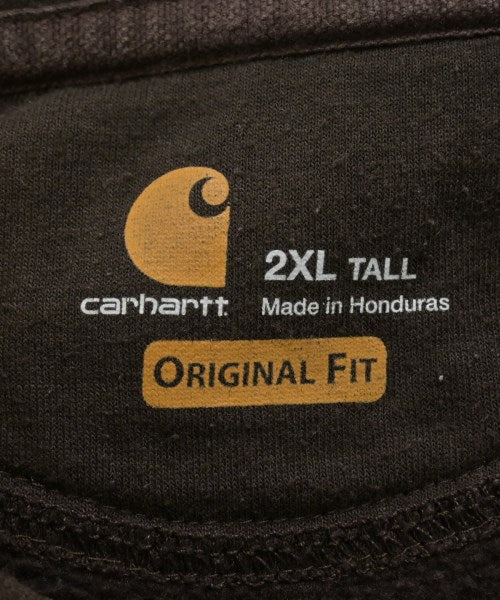 2XL TALL
carhartt
Made in Honduras
ORIGINAL FIT